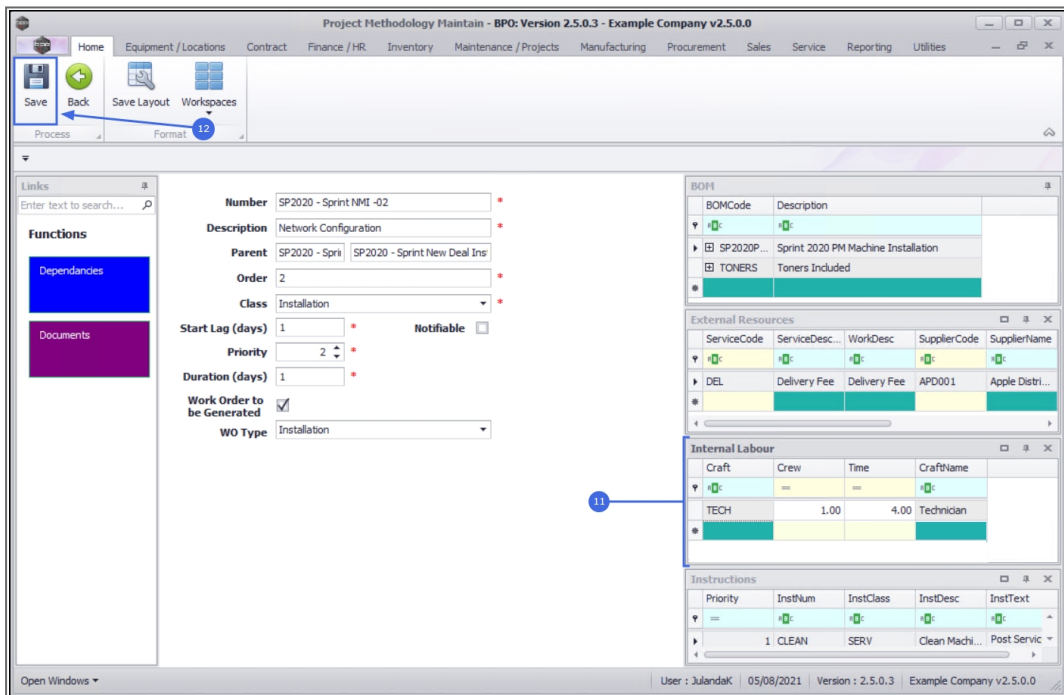 Project Methodology Maintain - BPO: Version 2.5.0.3 - Example Company v2.5.0.0
Home Equipment / Locations Contract Finance / HR Inventory Maintenance / Projects Manufacturing Procurement Sales Service Reporting Utilities
Save Back Save Layout Workspaces
12
Process Format
Links
Enter text to search...
Functions
Dependancies
Documents
Number SP2020 - Sprint NMI -02 *
Description Network Configuration *
Parent SP2020 - Spri SP2020 - Sprint New Deal Ins
Order 2 *
Class Installation *
Start Lag (days) 1 * Notifiable
Priority 2 *
Duration (days) 1 *
Work Order to
be Generated
WO Type Installation
BOM
BOMCode Description
SP2020P... Sprint 2020 PM Machine Installation
TONERS Toners Included
External Resources
ServiceCode ServiceDesc... WorkDesc SupplierCode SupplierName
DEL Delivery Fee Delivery Fee APD001 Apple Distri...
11
Internal Labour
Craft Crew Time CraftName
= =
TECH 1.00 4.00 Technician
Instructions
Priority InstNum InstClass InstDesc InstText
=
1 CLEAN SERV Clean Machi... Post Servic
Open Windows User : JulandaK 05/08/2021 Version : 2.5.0.3 Example Company v2.5.0.0